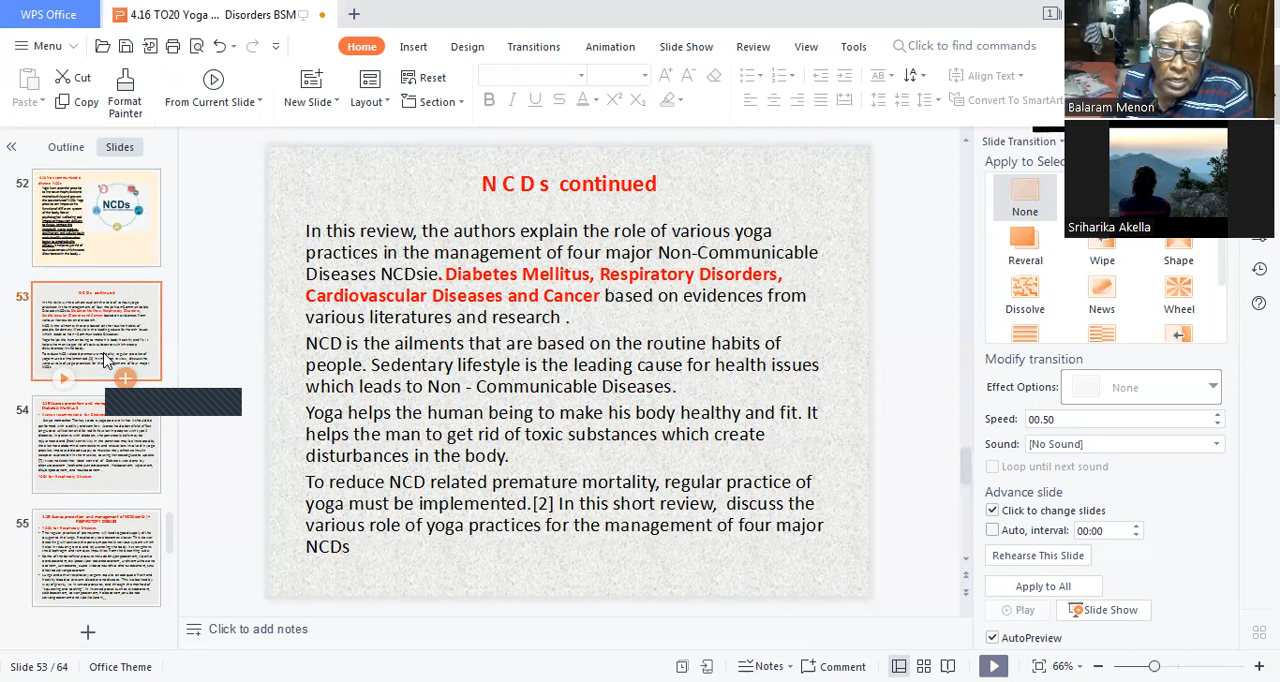 WPS Office
4.16 TO20 Yoga ... Disorders BSM
1
Menu
Home
Insert
Design
Transitions
Animation
Slide Show
Review
View
Tools
Click to find commands
Paste
Cut
Copy
Format
Painter
From Current Slide
New Slide
Layout
Reset
Section
B I U S A X² X₂
Align Text
Convert To SmartArt
Balaram Menon
Sriharika Akella
Outline
Slides
52
NCDs
53
54
55
N C D s continued
In this review, the authors explain the role of various yoga
practices in the management of four major Non-Communicable
Diseases NCDsie. Diabetes Mellitus, Respiratory Disorders,
Cardiovascular Diseases and Cancer based on evidences from
various literatures and research .
NCD is the ailments that are based on the routine habits of
people. Sedentary lifestyle is the leading cause for health issues
which leads to Non - Communicable Diseases.
Yoga helps the human being to make his body healthy and fit. It
helps the man to get rid of toxic substances which create
disturbances in the body.
To reduce NCD related premature mortality, regular practice of
yoga must be implemented.[2] In this short review, discuss the
various role of yoga practices for the management of four major
NCDs
Click to add notes
Slide Transition
Apply to Selec
None
Reveral
Wipe
Shape
Dissolve
News
Wheel
Modify transition
Effect Options:
None
Speed:
00.50
Sound:
[No Sound]
Loop until next sound
Advance slide
Click to change slides
Auto, interval:
00:00
Rehearse This Slide
Apply to All
Play
Slide Show
AutoPreview
Slide 53 / 64
Office Theme
Notes
Comment
66%